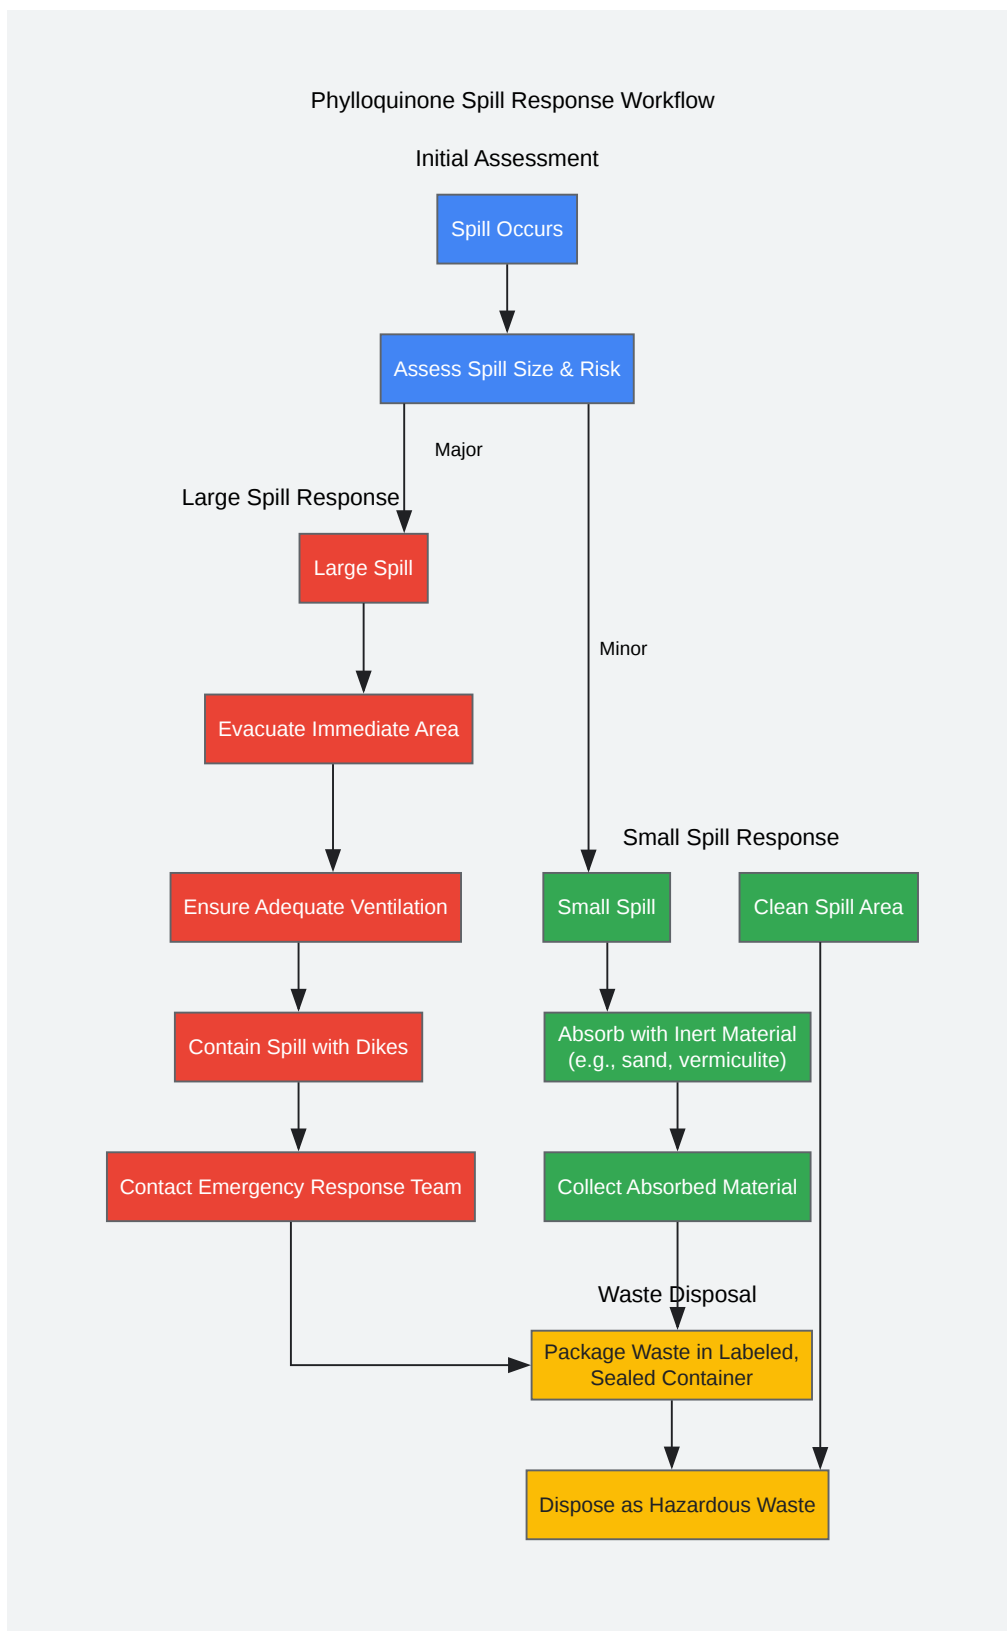 Phylloquinone Spill Response Workflow
Initial Assessment
Spill Occurs
Assess Spill Size & Risk
Major
Large Spill Response
Large Spill
Minor
Evacuate Immediate Area
Small Spill Response
Ensure Adequate Ventilation
Small Spill
Clean Spill Area
Contain Spill with Dikes
Absorb with Inert Material
(e.g., sand, vermiculite)
Contact Emergency Response Team
Collect Absorbed Material
Waste Disposal
Package Waste in Labeled,
Sealed Container
Dispose as Hazardous Waste